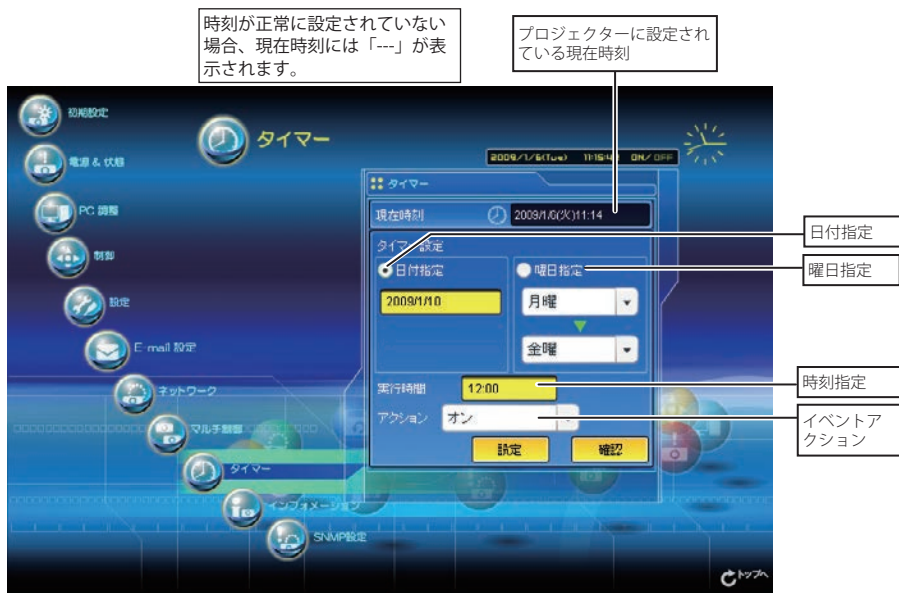 時刻が正常に設定されていない
場合、現在時刻には「---」が表
示されます。
プロジェクターに設定され
ている現在時刻
初期設定
電源 & 状態
PC 調整
制御
設定
E-mail 設定
ネットワーク
マルチ制御
タイマー
インフォメーション
SNMP設定
タイマー
2009/1/6(Tue) 11:15:4 ON/OFF
タイマー
現在時刻
2009/1/6(火)11:14
タイマー設定
日付指定
曜日指定
2009/1/10
月曜
金曜
実行時間
12:00
アクション
オン
設定
確認
日付指定
曜日指定
時刻指定
イベントア
クション
トップへ